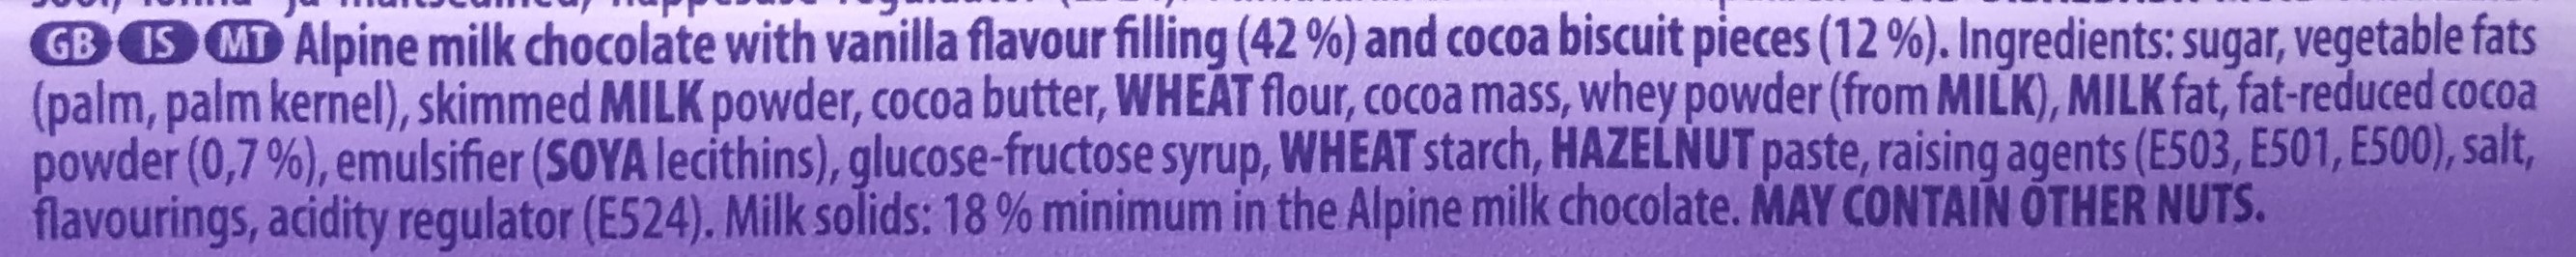 GB IS MT Alpine milk chocolate with vanilla flavour filling (42 %) and cocoa biscuit pieces (12 %). Ingredients: sugar, vegetable fats
(palm, palm kernel), skimmed MILK powder, cocoa butter, WHEAT flour, cocoa mass, whey powder (from MILK), MILK fat, fat-reduced cocoa
powder (0,7 %), emulsifier (SOYA lecithins), glucose-fructose syrup, WHEAT starch, HAZELNUT paste, raising agents (E503, E501, E500), salt,
flavourings, acidity regulator (E524). Milk solids: 18 % minimum in the Alpine milk chocolate. MAY CONTAIN OTHER NUTS.